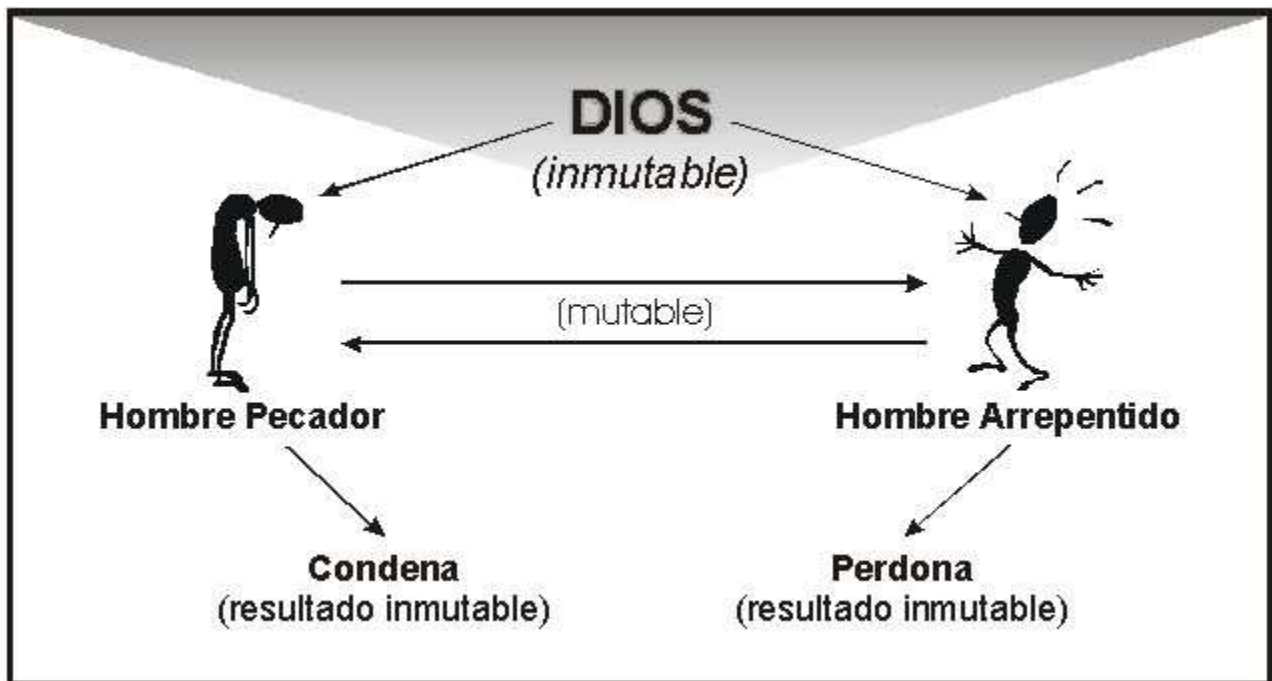 DIOS
(inmutable)
(mutable)
Hombre Pecador
Hombre Arrepentido
Condena
(resultado inmutable)
Perdona
(resultado inmutable)